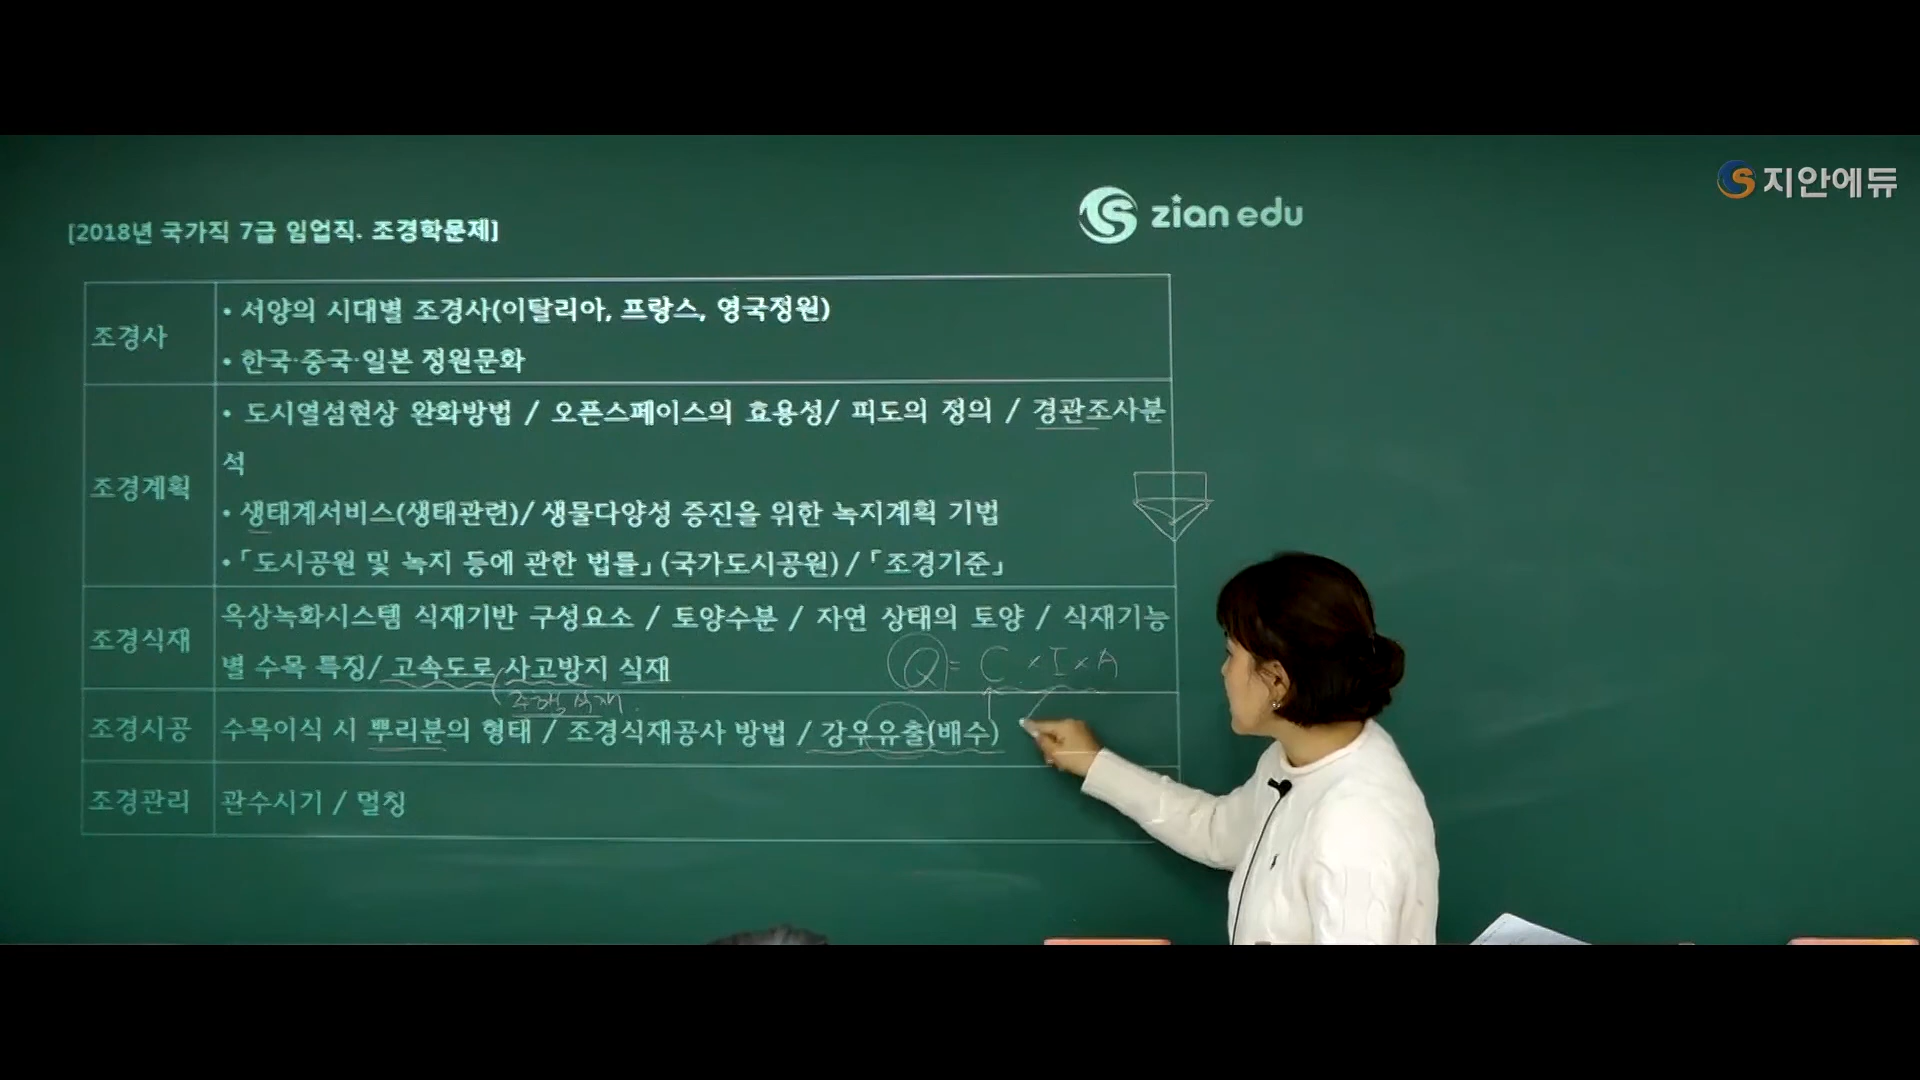 지안에듀
zian edu
[2018년 국가직 7급 임업직. 조경학문제]
조경사
• 서양의 시대별 조경사(이탈리아, 프랑스, 영국정원)
• 한국·중국·일본 정원문화
조경계획
• 도시열섬현상 완화방법 / 오픈스페이스의 효용성/ 피도의 정의 / 경관조사분
석
• 생태계서비스(생태관련)/ 생물다양성 증진을 위한 녹지계획 기법
•「도시공원 및 녹지 등에 관한 법률」(국가도시공원) /「조경기준」
조경식재
옥상녹화시스템 식재기반 구성요소 / 토양수분 / 자연 상태의 토양 / 식재기능
별 수목 특징/ 고속도로 사고방지 식재
Q = C × I × A
주행식재.
조경시공
수목이식 시 뿌리분의 형태 / 조경식재공사 방법 / 강우유출(배수)
조경관리
관수시기 / 멀칭